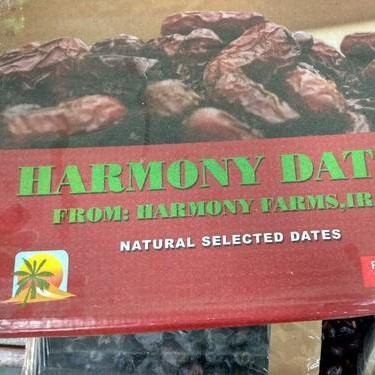 HARMONY DAT
FROM: HARMONY FARMS,IR
NATURAL SELECTED DATES